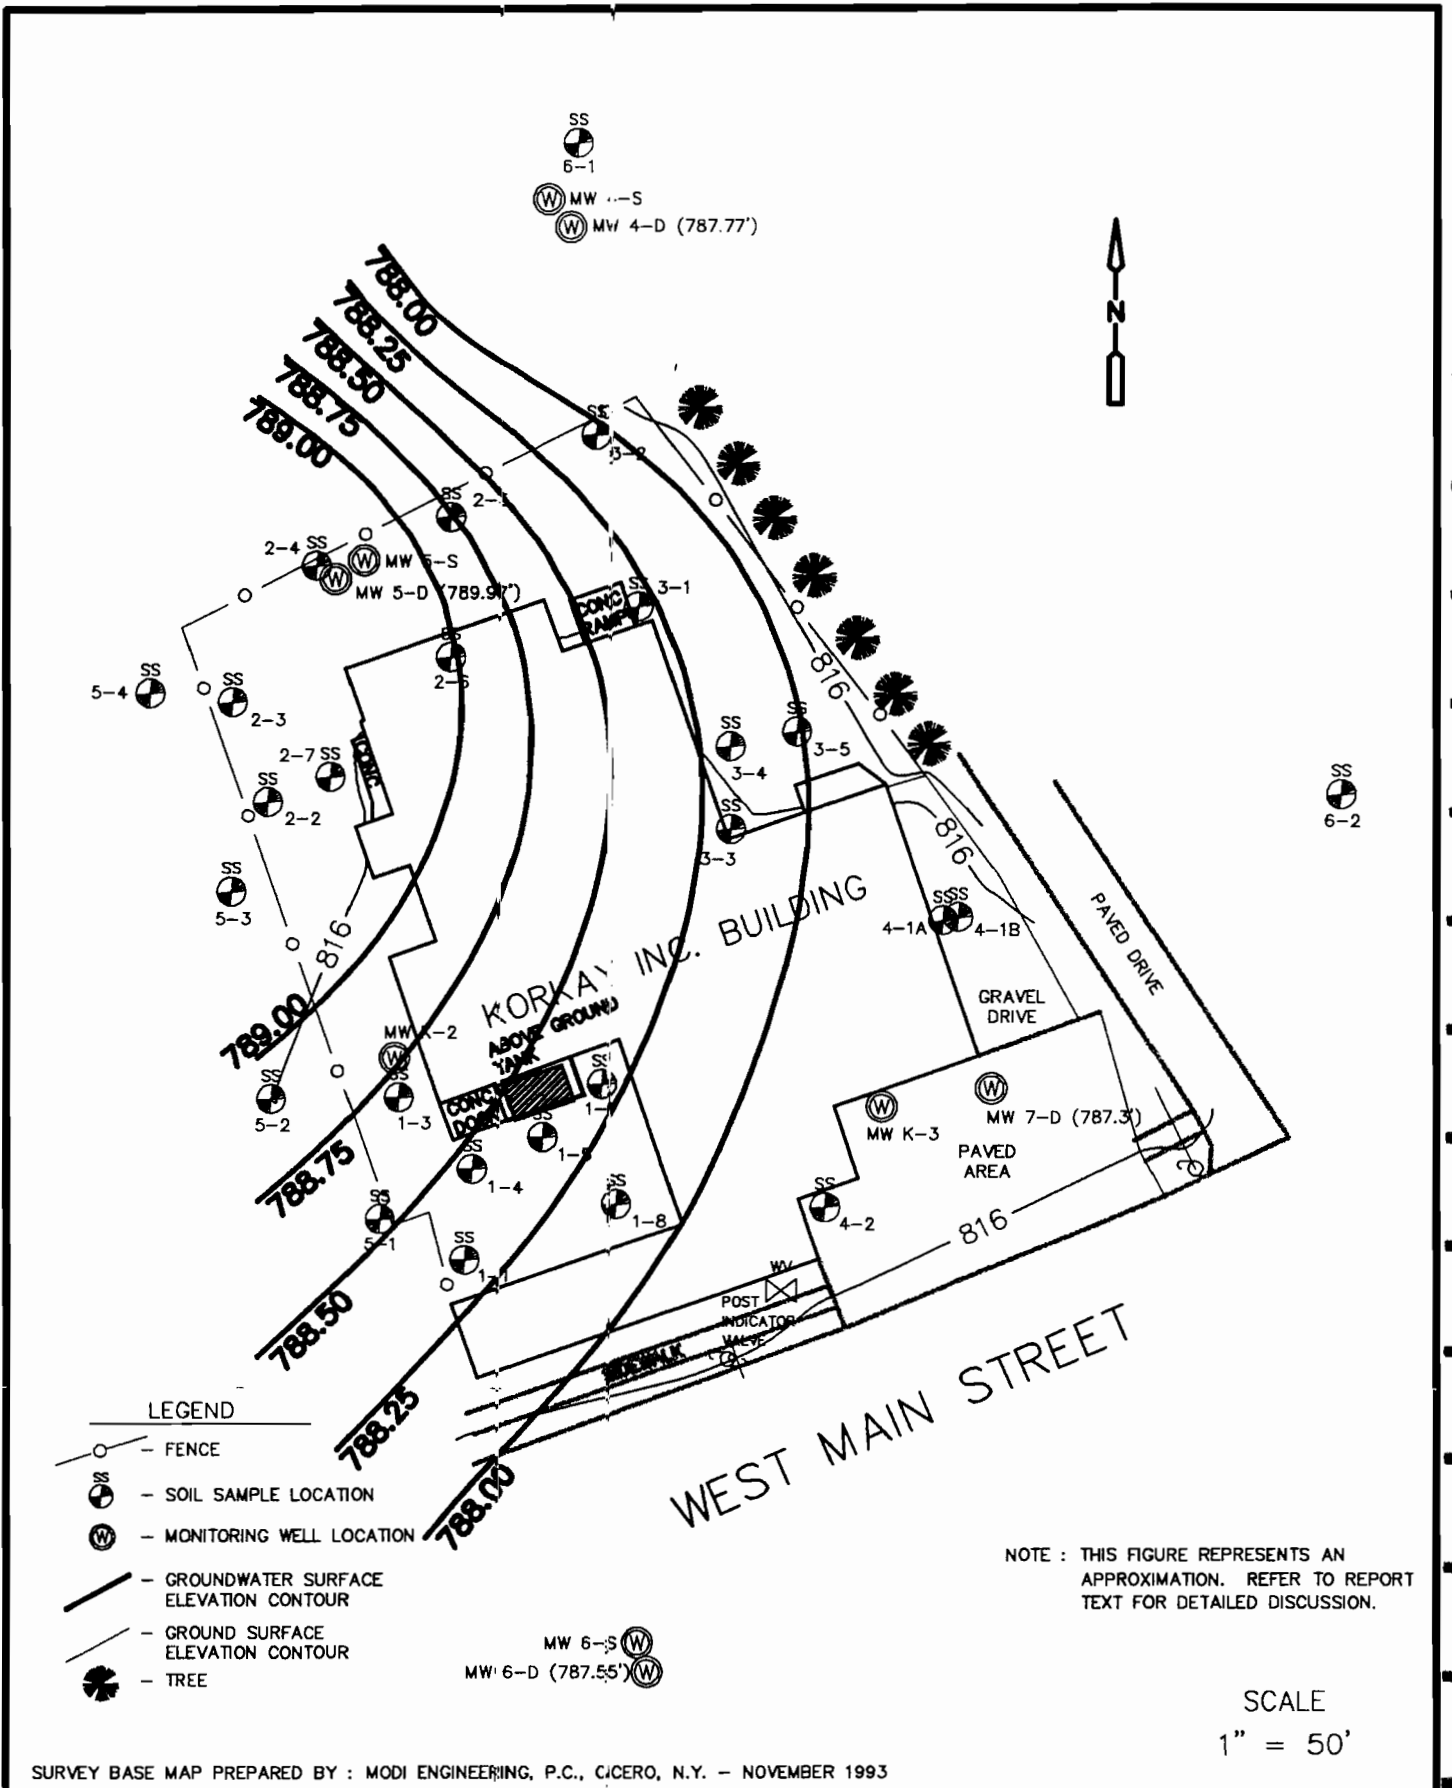 SS
6-1
MW -S
MW 4-D (787.77')
788.00
788.25
788.50
788.75
789.00
N
SS
3-2
SS
2-4 SS
MW 5-S
MW 5-D (789.97')
SS 3-1
CONC
RAMP
2-6
SS
5-4
SS
2-3
2-7 SS
CONC.
SS
2-2
SS
5-3
816
SS
3-4
3-5
SS
3-3
816
816
SS
6-2
SS SS
4-1A 4-1B
PAVED DRIVE
GRAVEL
DRIVE
KORKAY INC. BUILDING
ABOVE GROUND
TANK
789.00
MW K-2
SS
5-2
SS
1-3
CONC
DOCK
SS
SS
SS
1-4
SS
1-8
788.75
SS
5-1
SS
MW K-3
MW 7-D (787.3')
PAVED
AREA
SS
4-2
816
WV
POST
INDICATOR
VALVE
SIDEWALK
788.50
788.25
788.00
WEST MAIN STREET
LEGEND
- FENCE
SS
- SOIL SAMPLE LOCATION
W - MONITORING WELL LOCATION
- GROUNDWATER SURFACE
ELEVATION CONTOUR
- GROUND SURFACE
ELEVATION CONTOUR
- TREE
MW 6-S W
MW 6-D (787.55') W
NOTE : THIS FIGURE REPRESENTS AN
APPROXIMATION. REFER TO REPORT
TEXT FOR DETAILED DISCUSSION.
SCALE
1" = 50'
SURVEY BASE MAP PREPARED BY : MODI ENGINEERING, P.C., CICERO, N.Y. - NOVEMBER 1993